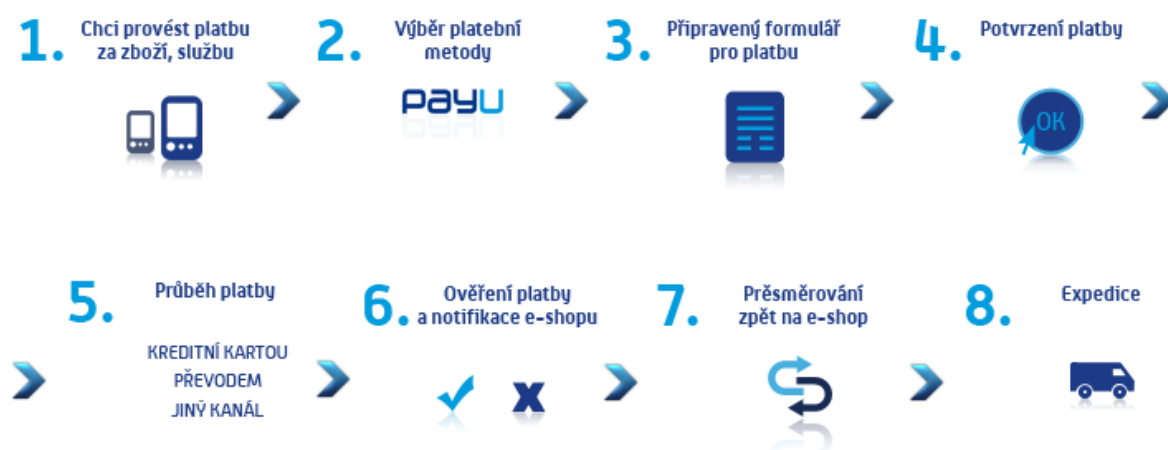 1. Chci provést platbu
za zboží, službu
2. Výběr platební
metody
PayU
3. Připravený formulář
pro platbu
4. Potvrzení platby
OK
5. Průběh platby
KREDITNÍ KARTOU
PŘEVODEM
JINÝ KANÁL
6. Ověření platby
a notifikace e-shopu
7. Přesměrování
zpět na e-shop
8. Expedice